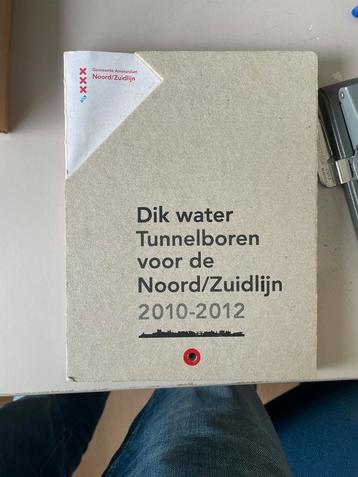 Gemeente Amsterdam
Noord/Zuidlijn
Dik water
Tunnelboren
voor de
Noord/Zuidlijn
2010-2012